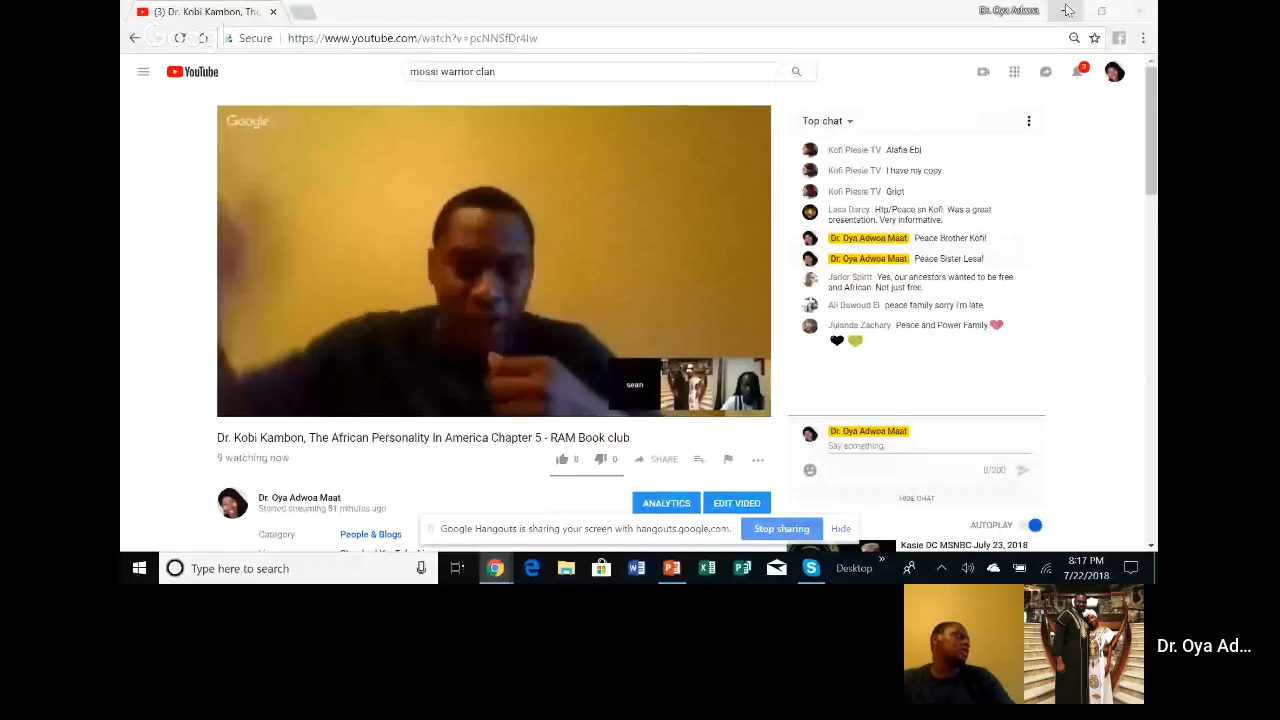 (3) Dr. Kobi Kambon, The
Dr. Oya Adwoa
Google
Secure
https://www.youtube.com/watch?v=pcNNSfDr4lw
YouTube
mossi warrior clan
3
Google
sean
Top chat
Kofi Piesie TV Alafia Ebi
Kofi Piesie TV I have my copy
Kofi Piesie TV Griot
Lesa Darcy Htp/Peace sn Kofi. Was a great
presentation. Very informative.
Dr. Oya Adwoa Maat Peace Brother Kofi!
Dr. Oya Adwoa Maat Peace Sister Lesa!
Jador Spirit Yes, our ancestors wanted to be free
and African. Not just free.
Ali Dawoud El peace family sorry i'm late
Julanda Zachary Peace and Power Family
Dr. Oya Adwoa Maat
Say something
0/200
HIDE CHAT
Dr. Kobi Kambon, The African Personality In America Chapter 5 - RAM Book club
9 watching now
8
0
SHARE
Dr. Oya Adwoa Maat
Started streaming 51 minutes ago
ANALYTICS
EDIT VIDEO
Category
People & Blogs
Google Hangouts is sharing your screen with hangouts.google.com.
Stop sharing
Hide
AUTOPLAY
Kasie DC MSNBC July 23, 2018
Type here to search
Desktop
8:17 PM
7/22/2018
Dr. Oya Ad...